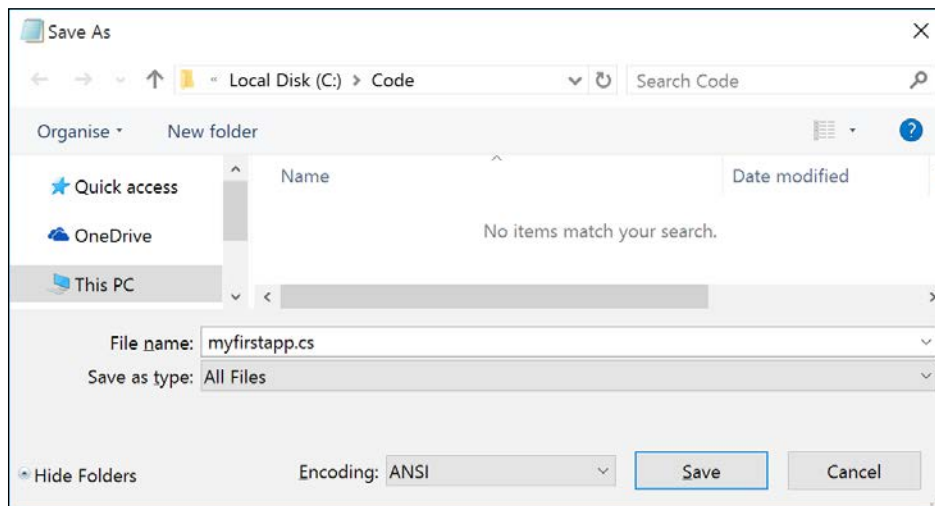 Save As
« Local Disk (C:) > Code Search Code
Organise New folder ?
Name Date modified
Quick access
No items match your search.
OneDrive
This PC
File name: myfirstapp.cs
Save as type: All Files
Hide Folders Encoding: ANSI Save Cancel